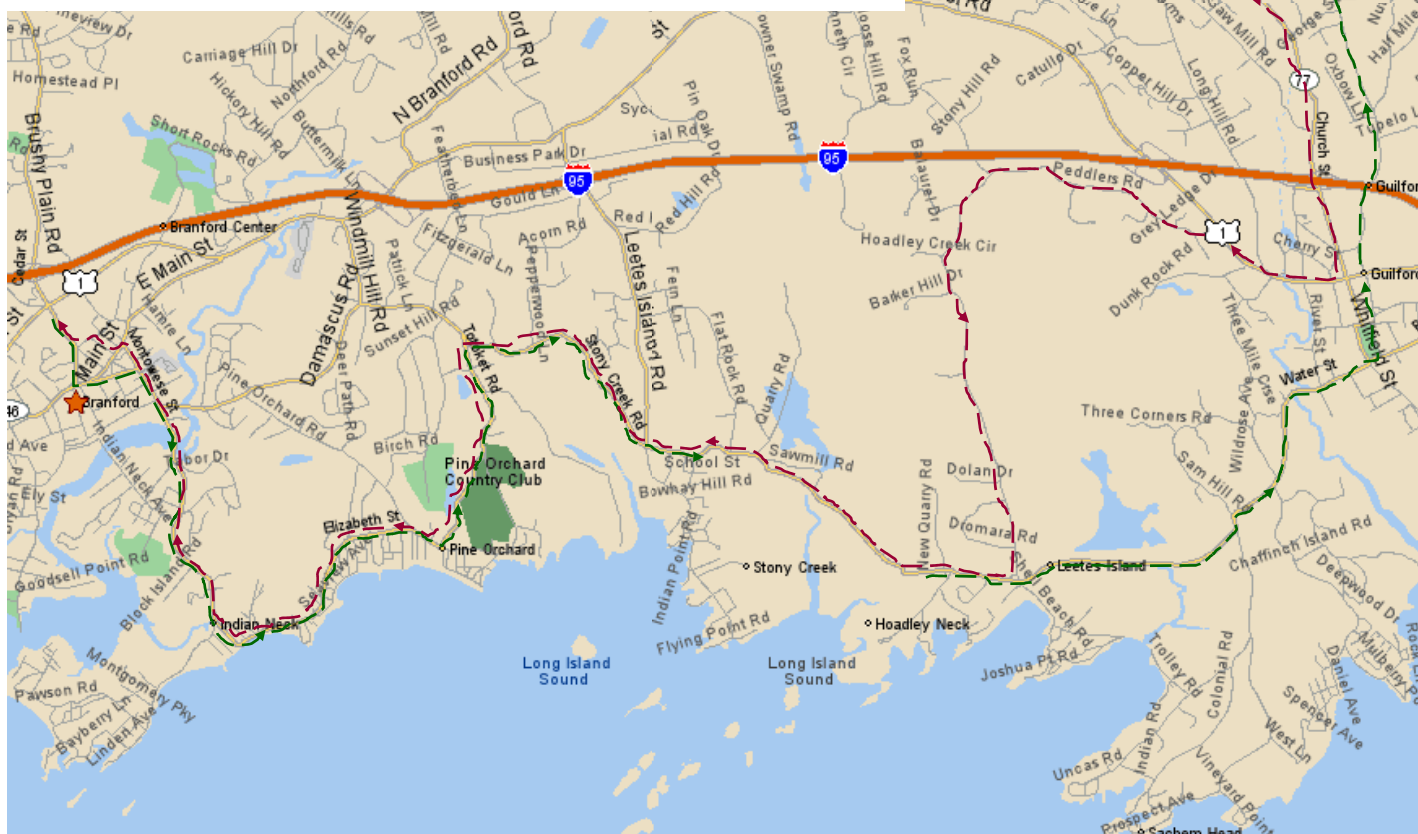 Carriage Hill Dr
Northford Rd
N Branford Rd
Catullo Dr
Copper Hill Dr
Long Hill Rd
Fox Run
Stony Hill Rd
Homestead Pl
Hickory Hill Rd
Buttermilk Ln
Pin Oak Dr
77
Oxbow Ln
Brushy Plain Rd
Short Rocks Rd
Featherbed Ln
Business Park Dr
Church St
95
95
Balaurel Dr
Peddlers Rd
Gould Ln
Red Hill Rd
Grey Ledge Dr
Windmill Hill Rd
Acorn Rd
Branford Center
Fitzgerald Ln
Leetes Island Rd
Hoadley Creek Cir
1
Cherry S
Cedar St
E Main St
Patrick Ln
Pepperwood Ln
Fern Ln
Barker Hill Dr
Dunk Rock Rd
Guilford
1
Hamre Ln
Damascus Rd
Sunset Hill Rd
Flat Rock Rd
River St
Whitfield St
Main St
Montowese St
Deer Path Rd
Totoket Rd
Stony Creek Rd
Quarry Rd
Water St
Branford
Pine Orchard Rd
Three Corners Rd
Wildrose Ave
Indian Neck Ave
Tabor Dr
Birch Rd
Pine Orchard
Country Club
School St
Sawmill Rd
Dolan Dr
Sam Hill Rd
Ely St
Bowhay Hill Rd
New Quarry Rd
Elizabeth St
Dromara Rd
Chaffinch Island Rd
Goodsell Point Rd
Block Island Rd
Pine Orchard
Indian Point Rd
Stony Creek
Shell Beach Rd
Leetes Island
Deepwood Dr
Indian Neck
Flying Point Rd
Hoadley Neck
Montgomery Pky
Long Island
Sound
Long Island
Sound
Joshua Pt Rd
Trolley Rd
Colonial Rd
Daniel Ave
Pawson Rd
Bayberry Ln
Linden Ave
Indian Rd
Spencer Ave
West Ln
Uncas Rd
Vineyard Point
Prospect Ave
Sachem Head